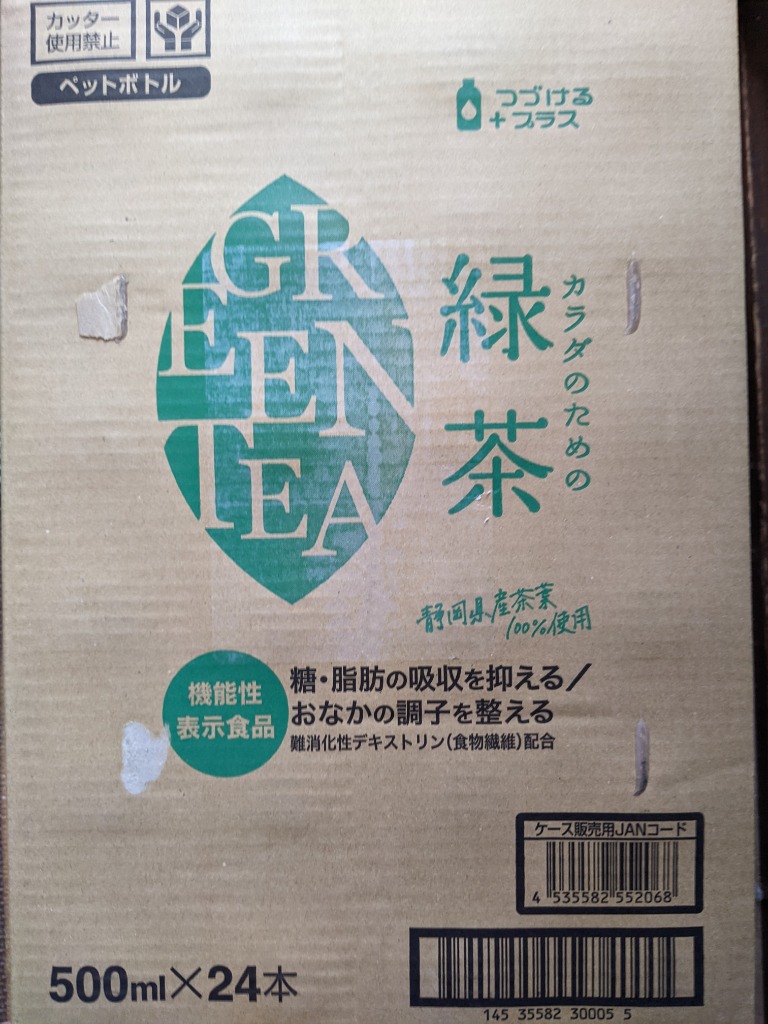 カッター
使用禁止
ペットボトル
つづける
+プラス
GR
EEN
TEA
カラダのための
緑茶
静岡県産茶葉
100%使用
機能性
表示食品
糖・脂肪の吸収を抑える/
おなかの調子を整える
難消化性デキストリン(食物繊維)配合
ケース販売用JANコード
4 535582 552068
500ml×24本
145 35582 30005 5